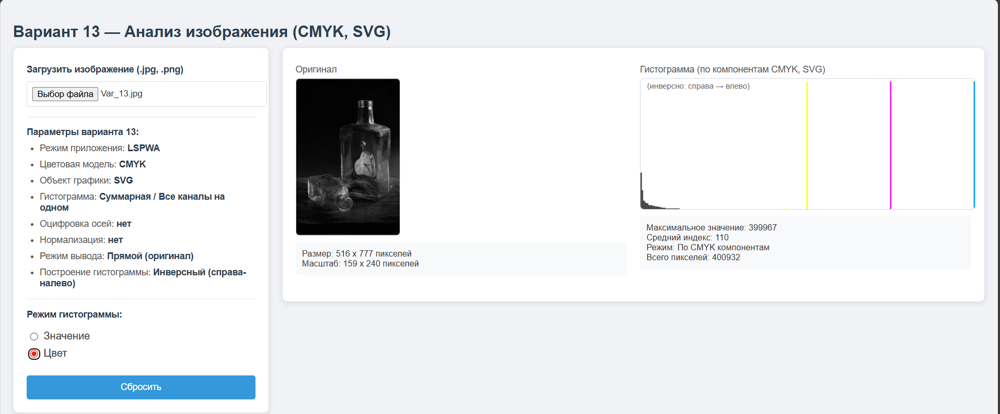 Вариант 13 — Анализ изображения (CMYK, SVG)
Загрузить изображение (.jpg, .png)
Выбор файла Var_13.jpg
Параметры варианта 13:
• Режим приложения: LSPWA
• Цветовая модель: CMYK
• Объект графики: SVG
• Гистограмма: Суммарная / Все каналы на
одном
• Оцифровка осей: нет
• Нормализация: нет
• Режим вывода: Прямой (оригинал)
• Построение гистограммы: Инверсный (справа-
налево)
Режим гистограммы:
Значение
Цвет
Сбросить
Оригинал
Размер: 516 x 777 пикселей
Масштаб: 159 x 240 пикселей
Гистограмма (по компонентам CMYK, SVG)
(инверсно: справа → влево)
Максимальное значение: 399967
Средний индекс: 110
Режим: По CMYK компонентам
Всего пикселей: 400932